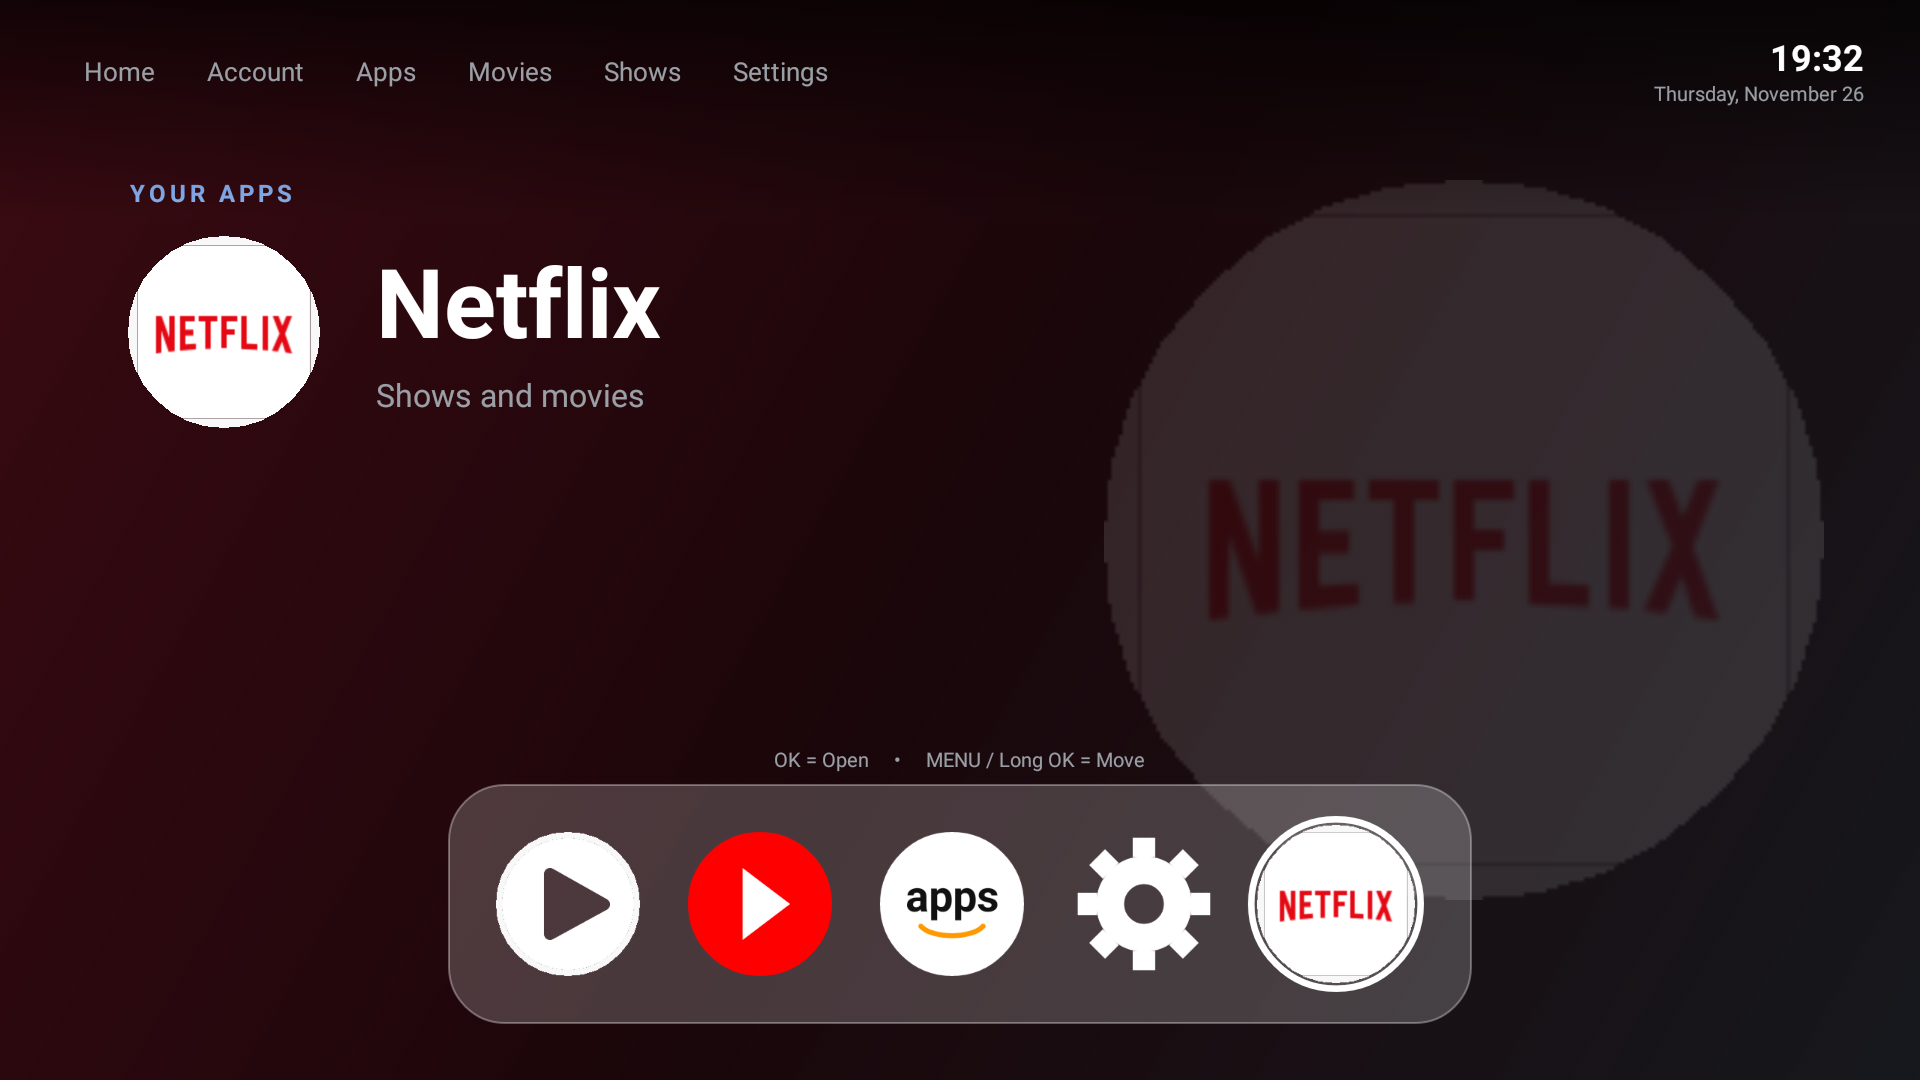 Home Account Apps Movies Shows Settings
19:32
Thursday, November 26
YOUR APPS
NETFLIX
Netflix
Shows and movies
NETFLIX
OK = Open • MENU / Long OK = Move
apps
NETFLIX